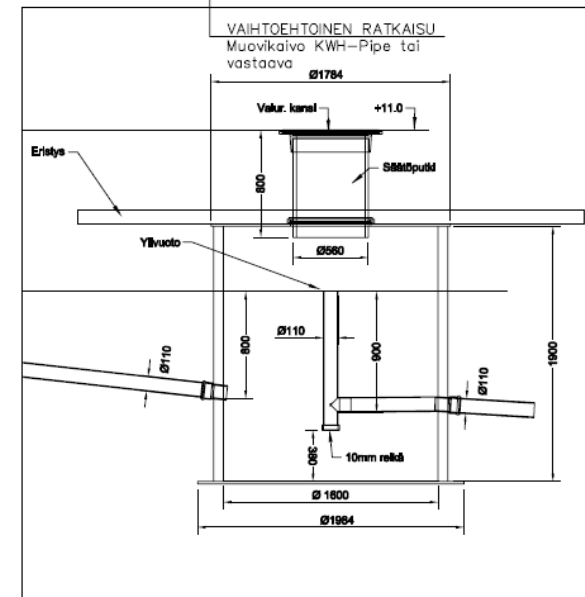 VAIHTOEHTOINEN RATKAISU
Muovikaivo KWH-Pipe tai
vastaava
Ø1784
Valur. kansi
+11.0
Eristys
800
Säätöputki
Ø560
Ylivuoto
Ø110
800
Ø110
900
1900
Ø110
380
10mm reikä
Ø 1600
Ø1984